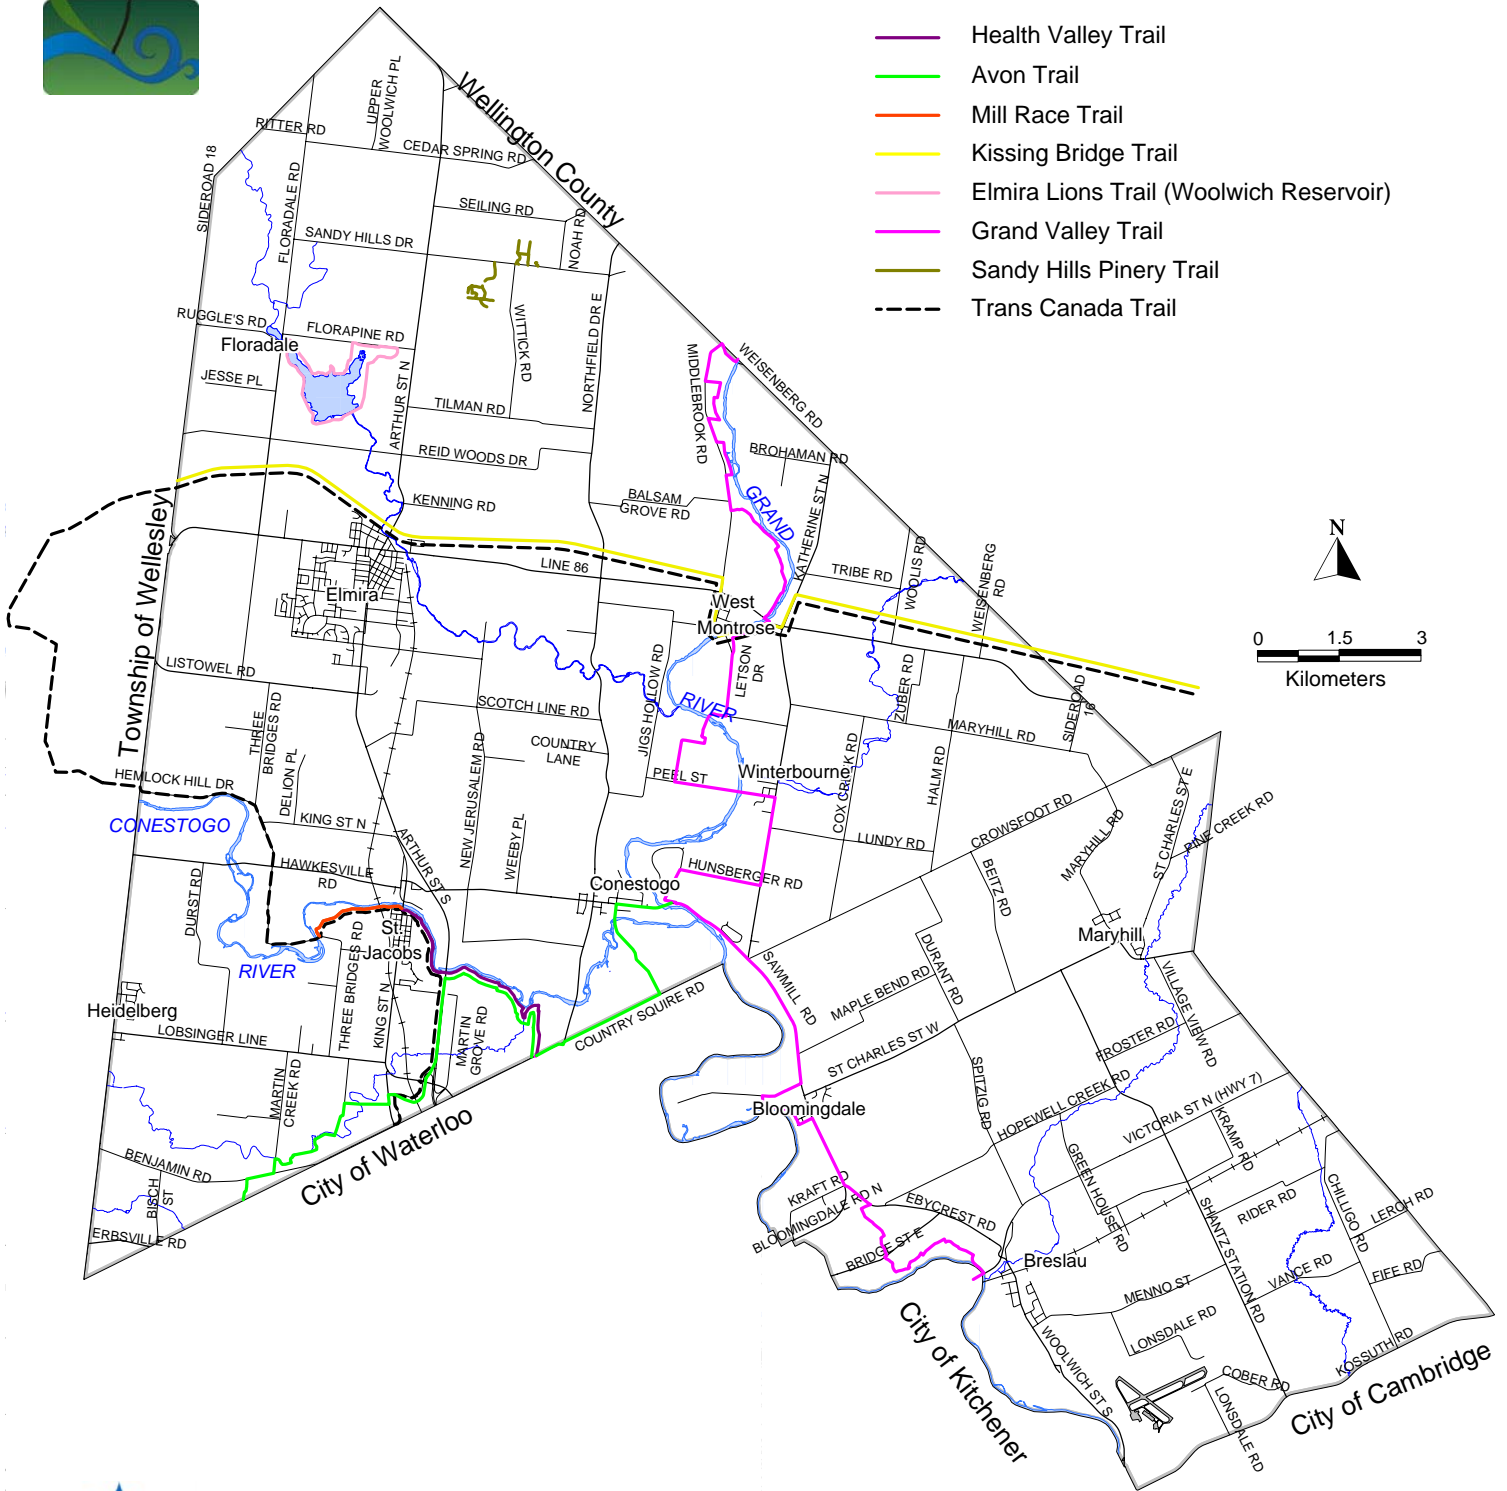 Health Valley Trail
Avon Trail
Mill Race Trail
Kissing Bridge Trail
Elmira Lions Trail (Woolwich Reservoir)
Grand Valley Trail
Sandy Hills Pinery Trail
Trans Canada Trail
UPPER
WOOLWICH PL
Wellington County
RITTER RD
CEDAR SPRING RD
SIDEROAD 18
FLORADALE RD
SEILING RD
NOAH RD
SANDY HILLS DR
WITTICK RD
NORTHFIELD DR E
RUGGLE'S RD
FLORAPINE RD
Floradale
JESSE PL
ARTHUR ST N
TILMAN RD
REID WOODS DR
MIDDLEBROOK RD
WEISENBERG RD
BROHAMAN RD
KENNING RD
BALSAM
GROVE RD
GRAND
KATHERINE ST N
Township of Wellesley
LINE 86
TRIBE RD
WOOLIS RD
WEISENBERG
RD
N
Elmira
West
Montrose
0 1.5 3
Kilometers
LISTOWEL RD
THREE
BRIDGES RD
SCOTCH LINE RD
JIGS HOLLOW RD
LETSON
DR
RIVER
ZUBER RD
MARYHILL RD
SIDEROAD
16
COUNTRY
LANE
HEMLOCK HILL DR
DELION PL
NEW JERUSALEM RD
PEEL ST
Winterbourne
COX CREEK RD
HALM RD
CONESTOGO
KING ST N
ARTHUR ST S
WEEBY PL
LUNDY RD
CROWSFOOT RD
MARYHILL RD
ST CHARLES ST E
PINE CREEK RD
HAWKESVILLE
RD
DURST RD
Conestogo
HUNSBERGER RD
BEITZ RD
St.
Jacobs
Maryhill
RIVER
THREE BRIDGES RD
KING ST N
SAWMILL RD
MAPLE BEND RD
DURANT RD
VILLAGE VIEW RD
Heidelberg
LOBSINGER LINE
MARTIN
GROVE RD
COUNTRY SQUIRE RD
ST CHARLES ST W
FROSTER RD
MARTIN
CREEK RD
SPITZIG RD
HOPEWELL CREEK RD
VICTORIA ST N (HWY 7)
KRAMP RD
Bloomingdale
City of Waterloo
BENJAMIN RD
BISCH
ST
ERBSVILLE RD
KRAFT RD
BLOOMINGDALE RD N
EBYCREST RD
BRIDGE ST E
GREEN HOUSE RD
SHANTZ STATION RD
RIDER RD
CHILLIGO RD
LERCH RD
Breslau
MENNO ST
VANCE RD
FIFE RD
City of Kitchener
WOOLWICH ST S
LONSDALE RD
KOSSUTH RD
COBER RD
LONSDALE RD
City of Cambridge